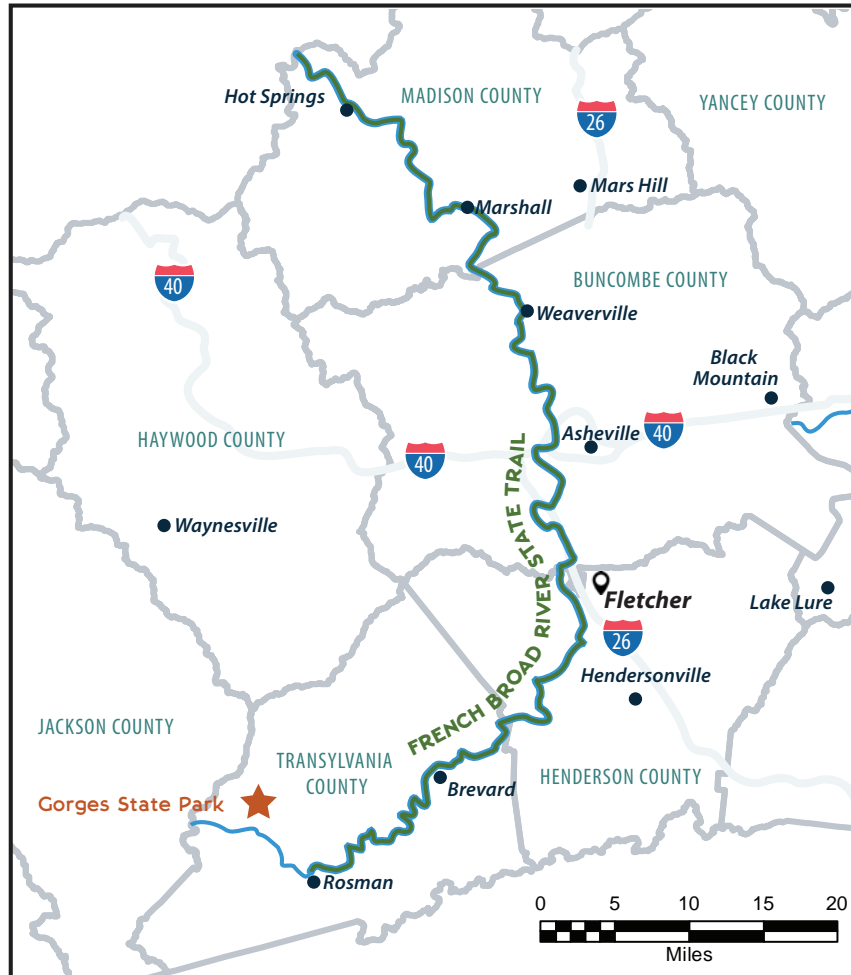 Hot Springs
MADISON COUNTY
26
YANCEY COUNTY
Mars Hill
Marshall
40
BUNCOMBE COUNTY
Weaverville
Black
Mountain
Asheville
40
HAYWOOD COUNTY
40
FRENCH BROAD RIVER STATE TRAIL
Waynesville
Fletcher
Lake Lure
26
Hendersonville
JACKSON COUNTY
TRANSYLVANIA
COUNTY
HENDERSON COUNTY
Brevard
Gorges State Park
Rosman
0 5 10 15 20
Miles